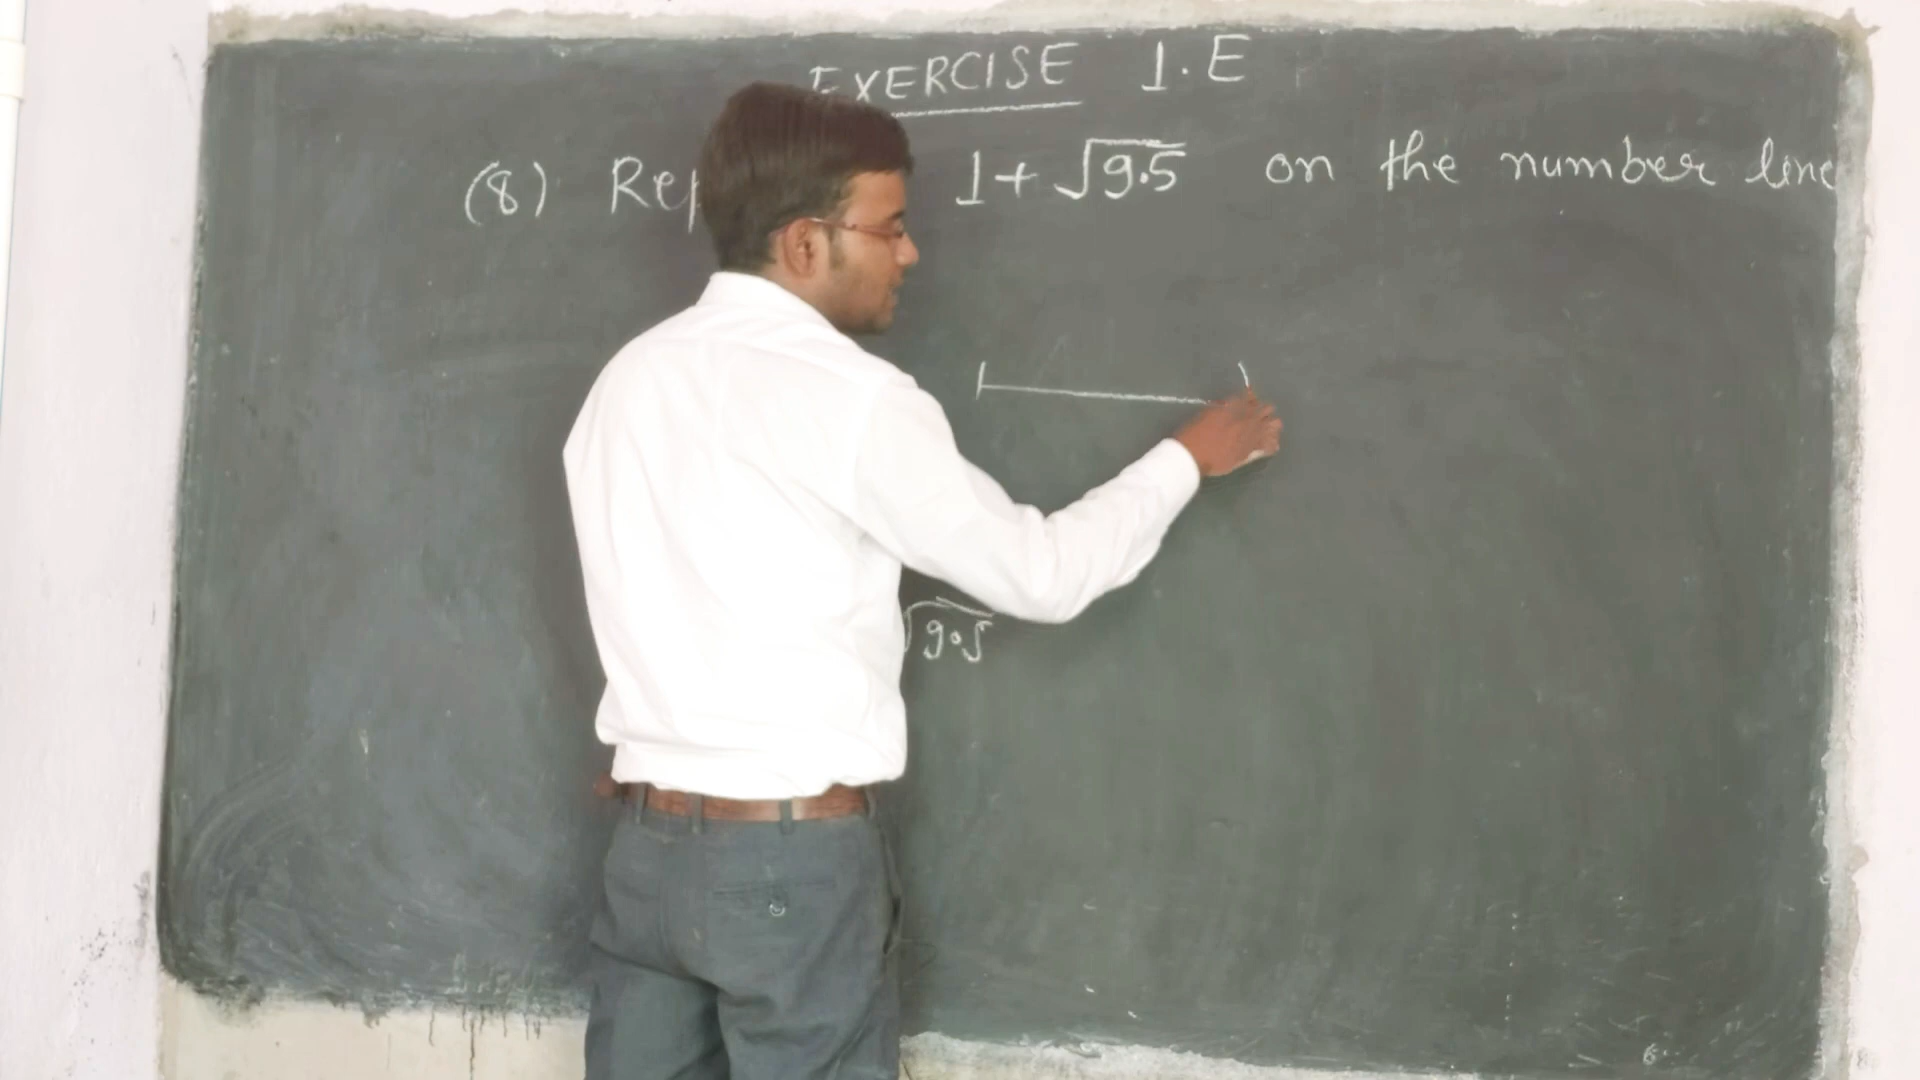 EXERCISE 1.E
(8) Rep 1+√9.5 on the number line
√9.5